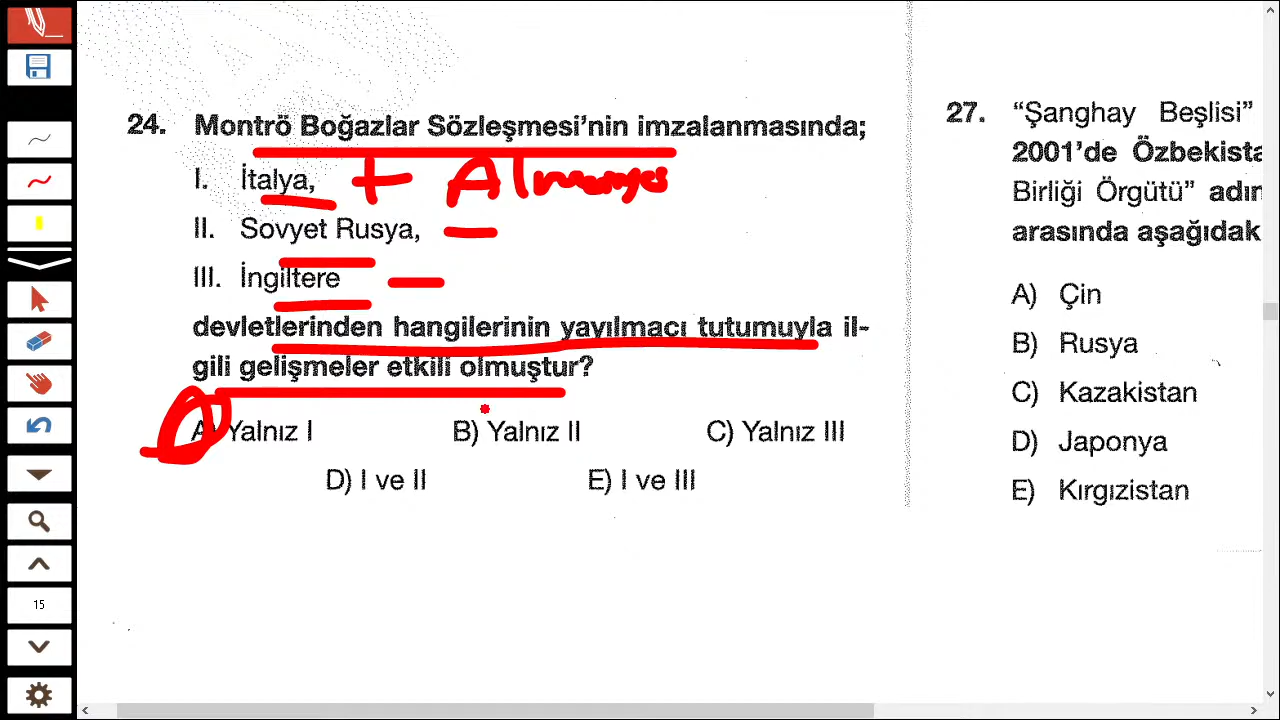 24. Montrö Boğazlar Sözleşmesi'nin imzalanmasında;
I. İtalya, + Almanya
II. Sovyet Rusya, —
III. İngiltere —
devletlerinden hangilerinin yayılmacı tutumuyla il-
gili gelişmeler etkili olmuştur?
A) Yalnız I B) Yalnız II C) Yalnız III
D) I ve II E) I ve III
27. “Şanghay Beşlisi”
2001’de Özbekista
Birliği Örgütü” adın
arasında aşağıdak
A) Çin
B) Rusya
C) Kazakistan
D) Japonya
E) Kırgızistan
15